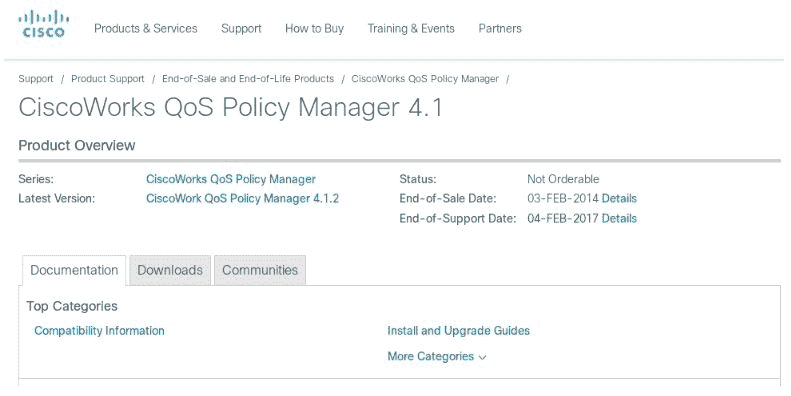 CISCO
Products & Services Support How to Buy Training & Events Partners
Support / Product Support / End-of-Sale and End-of-Life Products / CiscoWorks QoS Policy Manager /
CiscoWorks QoS Policy Manager 4.1
Product Overview
Series: CiscoWorks QoS Policy Manager Status: Not Orderable
Latest Version: CiscoWork QoS Policy Manager 4.1.2 End-of-Sale Date: 03-FEB-2014 Details
End-of-Support Date: 04-FEB-2017 Details
Documentation Downloads Communities
Top Categories
Compatibility Information Install and Upgrade Guides
More Categories